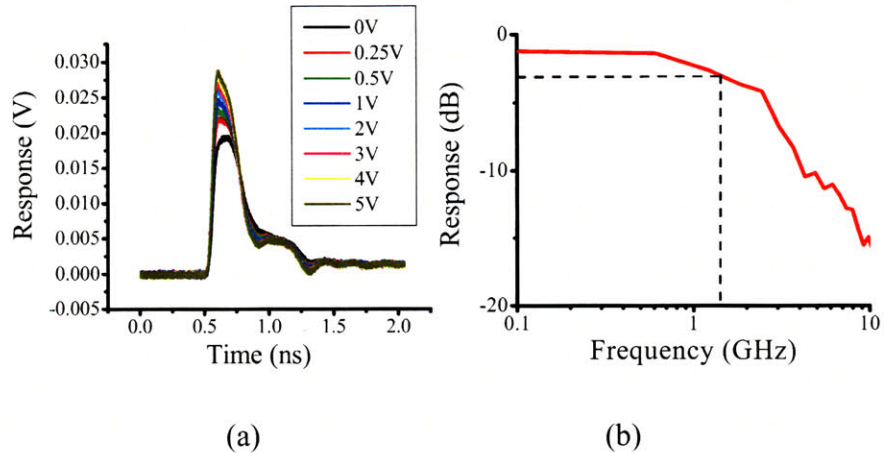 0V
0.25V
0.5V
1V
2V
3V
4V
5V
0.030
0.025
0.020
0.015
0.010
0.005
0.000
-0.005
Response (V)
0.0 0.5 1.0 1.5 2.0
Time (ns)
(a)
0
-10
-20
Response (dB)
0.1 1 10
Frequency (GHz)
(b)